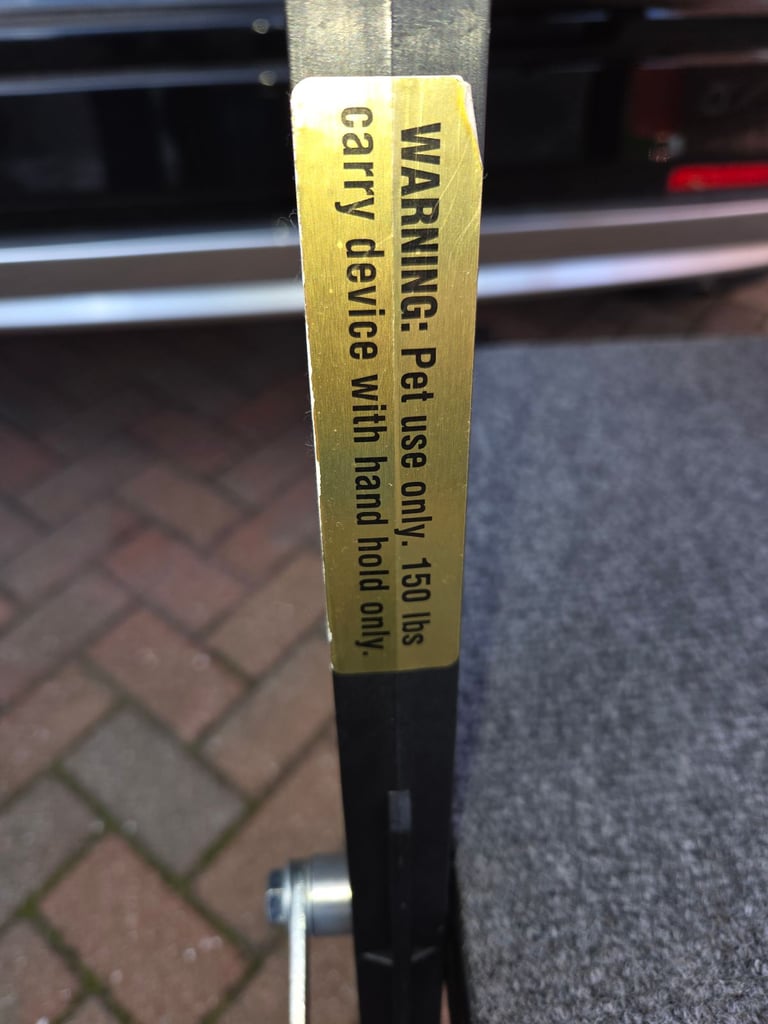 WARNING: Pet use only. 150 lbs
carry device with hand hold only.